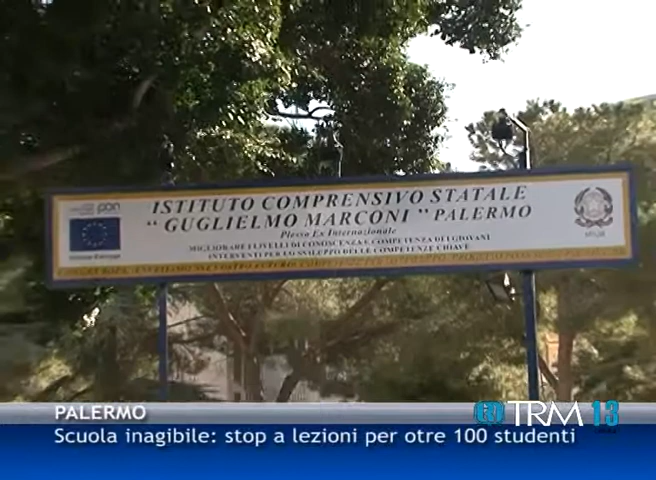 pon
ISTITUTO COMPRENSIVO STATALE
"GUGLIELMO MARCONI" PALERMO
Plesso Ex Internazionale
MIGLIORARE I LIVELLI DI CONOSCENZA E COMPETENZA DEI GIOVANI
INTERVENTI PER LO SVILUPPO DELLE COMPETENZE CHIAVE
PALERMO
TRM 13
Scuola inagibile: stop a lezioni per otre 100 studenti